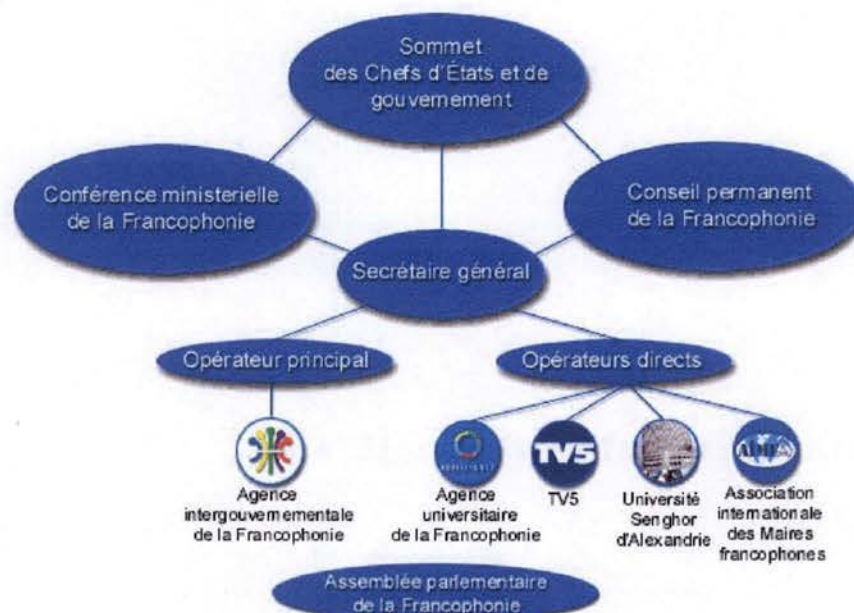 Sommet
des Chefs d'États et de
gouvernement
Conférence ministerielle
de la Francophonie
Conseil permanent
de la Francophonie
Secrétaire général
Opérateur principal
Opérateurs directs
TV5
Agence
intergouvernementale
de la Francophonie
Agence
universitaire
de la Francophonie
TV5
Université
Senghor
d'Alexandrie
Association
internationale
des Maires
francophones
Assemblée parlementaire
de la Francophonie